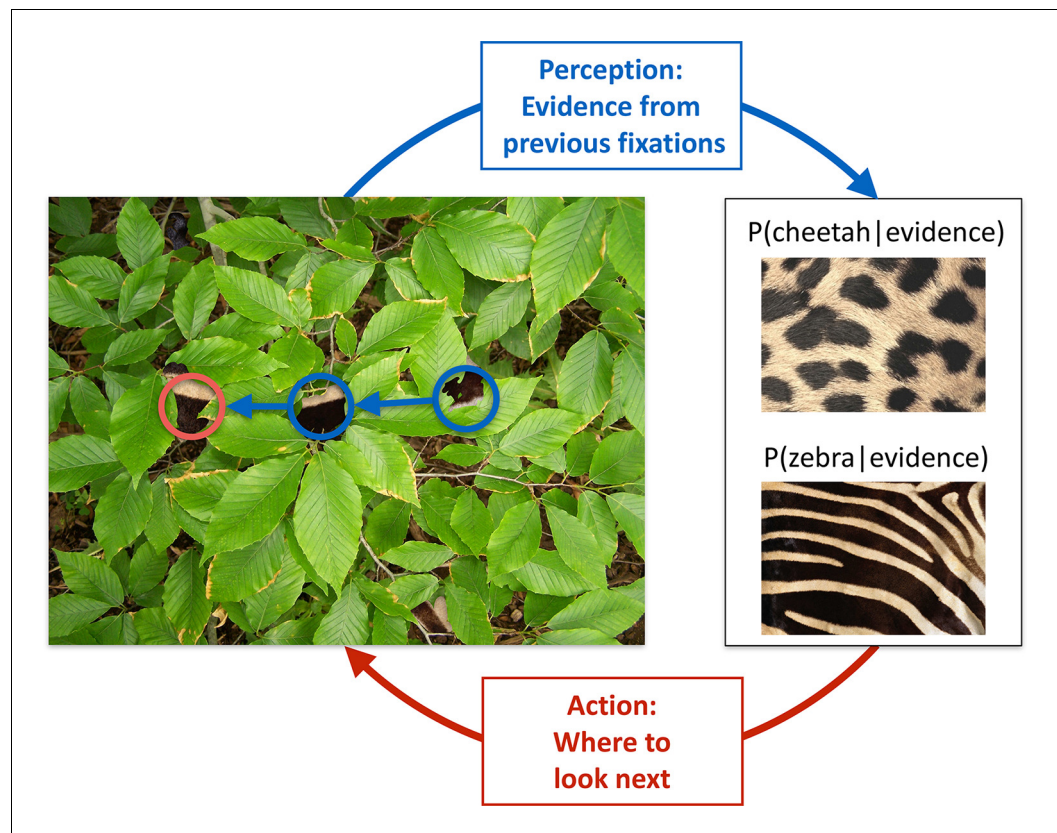 Perception:
Evidence from
previous fixations
P(cheetah|evidence)
P(zebra|evidence)
Action:
Where to
look next